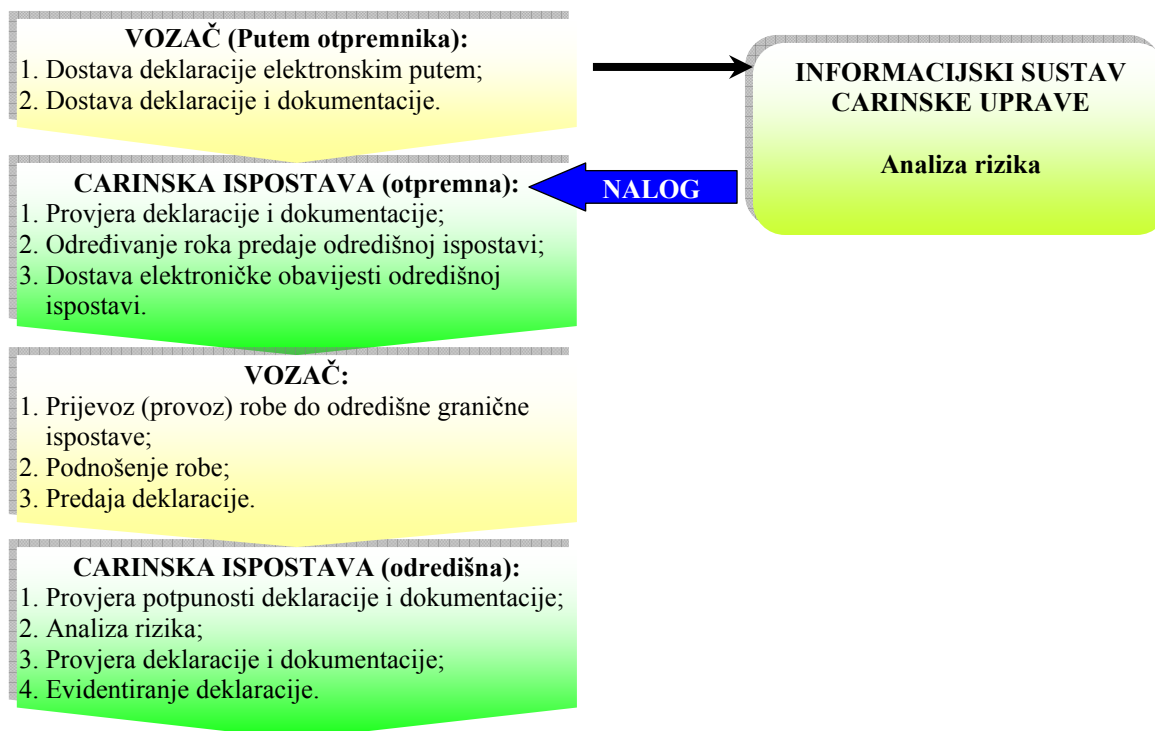 VOZAČ (Putem otpremnika):
1. Dostava deklaracije elektronskim putem;
2. Dostava deklaracije i dokumentacije.
INFORMACIJSKI SUSTAV
CARINSKE UPRAVE
Analiza rizika
NALOG
CARINSKA ISPOSTAVA (otpremna):
1. Provjera deklaracije i dokumentacije;
2. Određivanje roka predaje odredišnoj ispostavi;
3. Dostava elektroničke obavijesti odredišnoj
ispostavi.
VOZAČ:
1. Prijevoz (provoz) robe do odredišne granične
ispostave;
2. Podnošenje robe;
3. Predaja deklaracije.
CARINSKA ISPOSTAVA (odredišna):
1. Provjera potpunosti deklaracije i dokumentacije;
2. Analiza rizika;
3. Provjera deklaracije i dokumentacije;
4. Evidentiranje deklaracije.